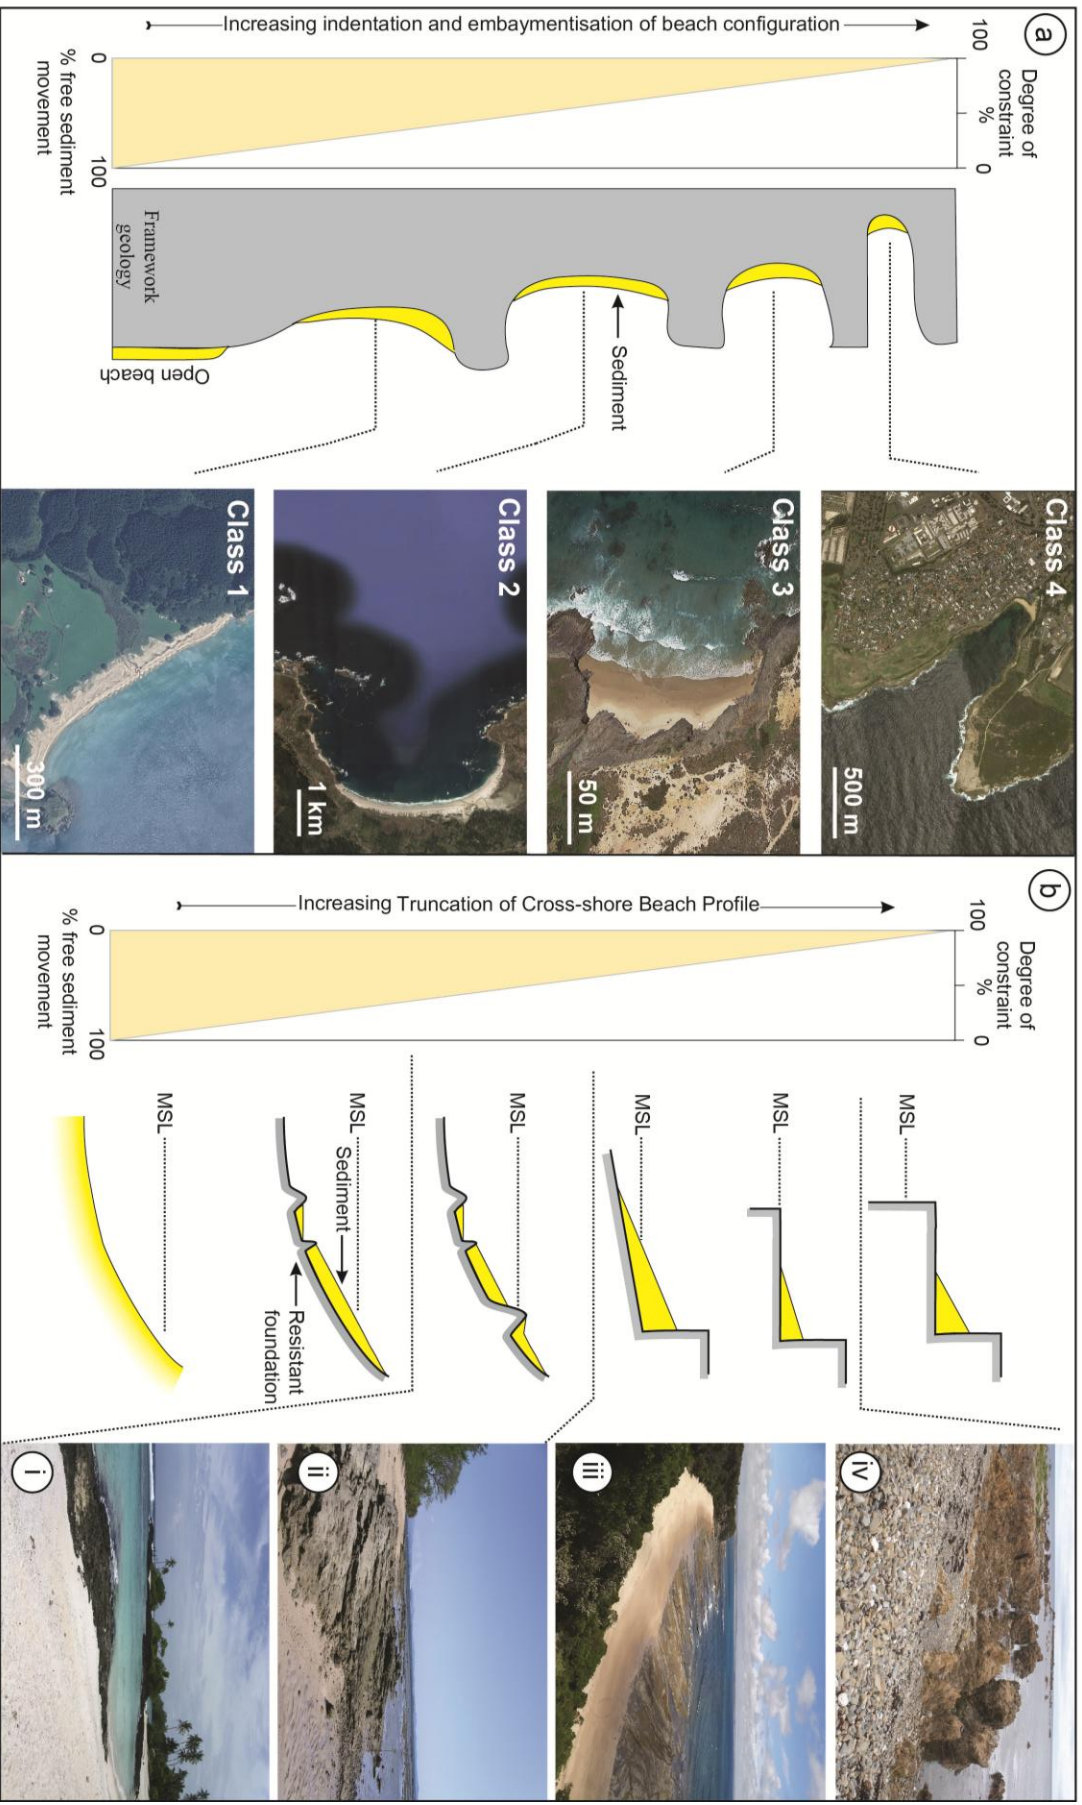 a
Increasing indentation and embaymentisation of beach configuration
Degree of
constraint
100
%
0
0
100
% free sediment
movement
Framework
geology
Open beach
Sediment
Class 1
300 m
Class 2
1 km
Class 3
50 m
Class 4
500 m
b
Increasing Truncation of Cross-shore Beach Profile
Degree of
constraint
100
%
0
0
100
% free sediment
movement
MSL
MSL
Sediment
Resistant
foundation
MSL
MSL
MSL
MSL
i
ii
iii
iv